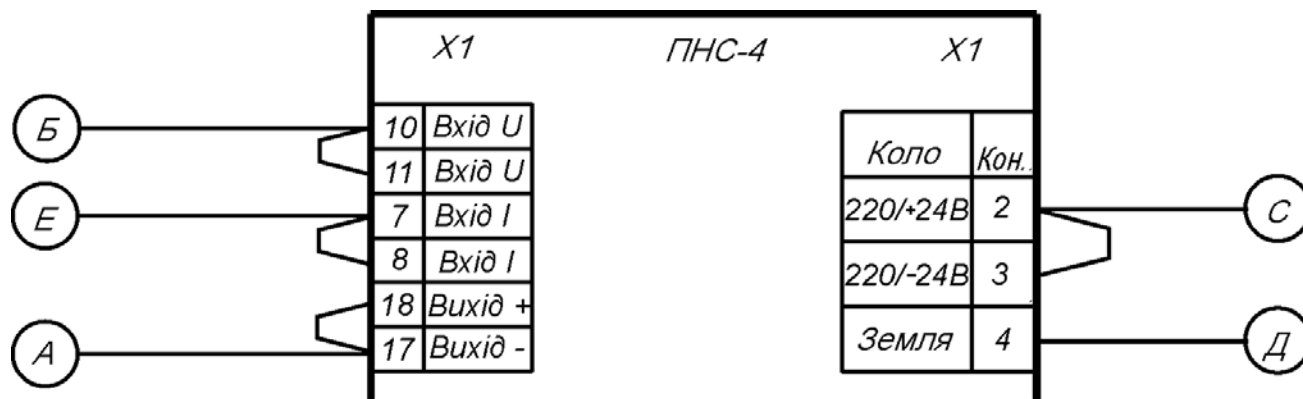 X1 ПНС-4 X1
Б
10 Вхід U
11 Вхід U
Е
7 Вхід I
8 Вхід I
18 Вихід +
А
17 Вихід -
Коло Кон.
220/+24В 2
С
220/-24В 3
Земля 4
Д